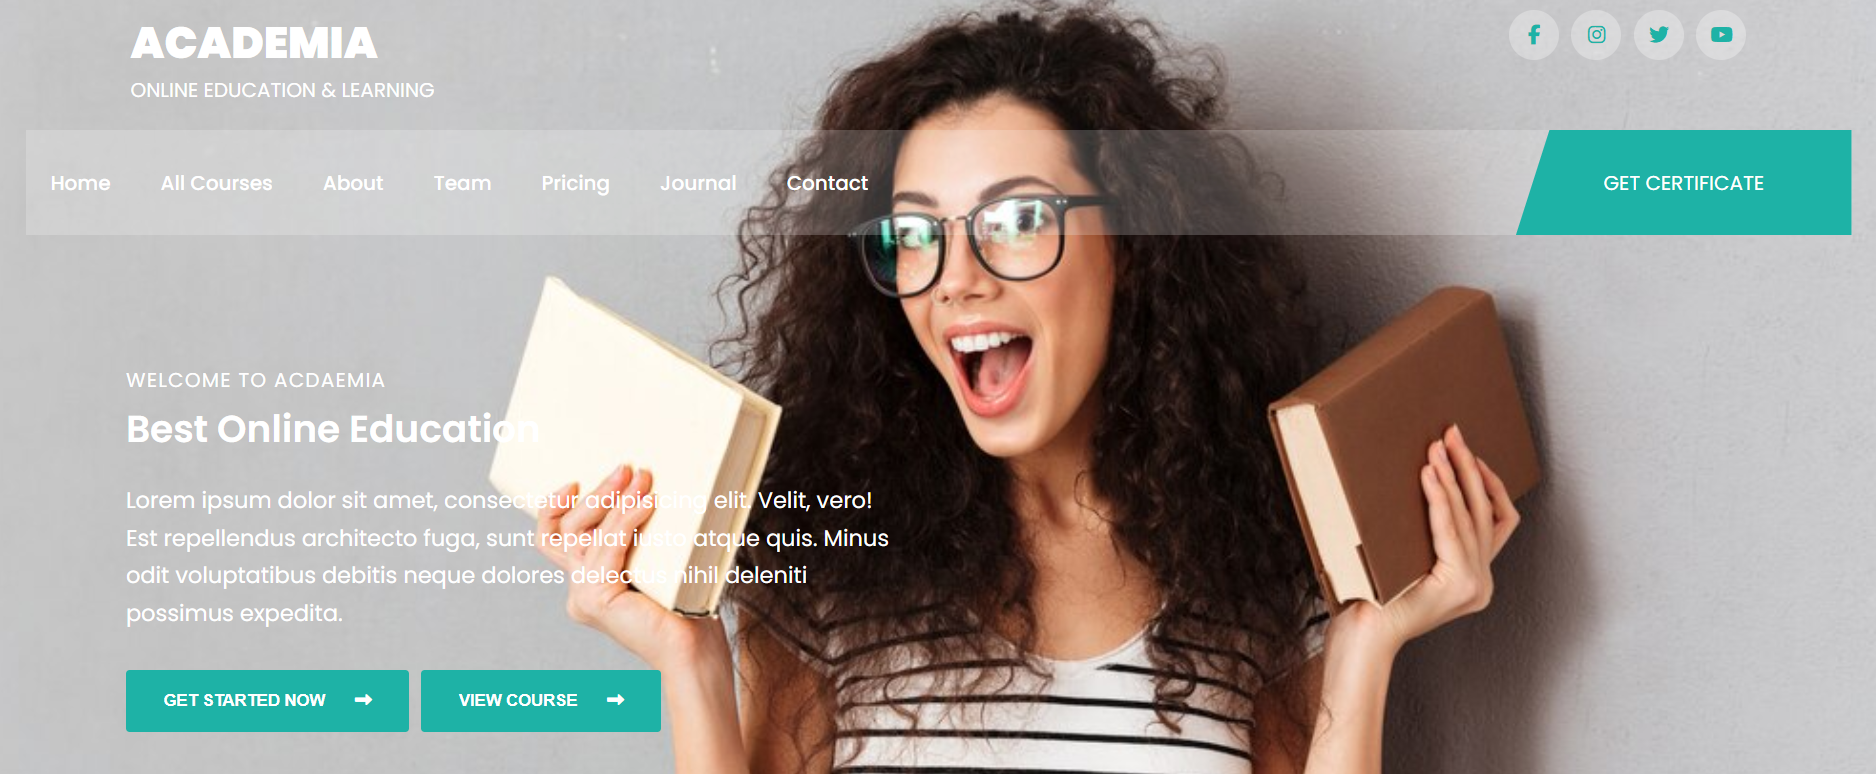 ACADEMIA
ONLINE EDUCATION & LEARNING
Home All Courses About Team Pricing Journal Contact GET CERTIFICATE
WELCOME TO ACDAEMIA
Best Online Education
Lorem ipsum dolor sit amet, consectetur adipisicing elit. Velit, vero!
Est repellendus architecto fuga, sunt repellat iusto atque quis. Minus
odit voluptatibus debitis neque dolores delectus nihil deleniti
possimus expedita.
GET STARTED NOW VIEW COURSE